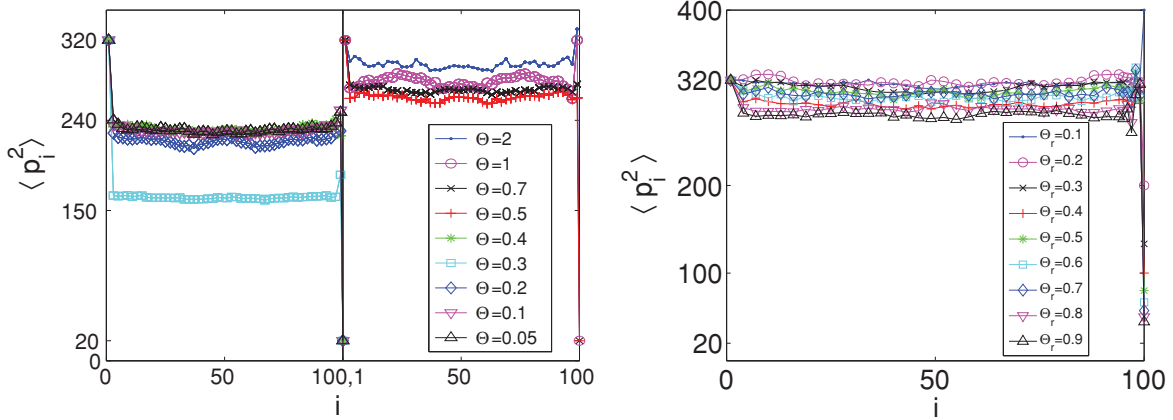 320
240
150
20
0
⟨ p_i^2 ⟩
0
50
100,1
50
100
i
Θ=2
Θ=1
Θ=0.7
Θ=0.5
Θ=0.4
Θ=0.3
Θ=0.2
Θ=0.1
Θ=0.05
400
320
200
100
20
⟨ p_i^2 ⟩
0
50
100
i
Θ_r=0.1
Θ_r=0.2
Θ_r=0.3
Θ_r=0.4
Θ_r=0.5
Θ_r=0.6
Θ_r=0.7
Θ_r=0.8
Θ_r=0.9